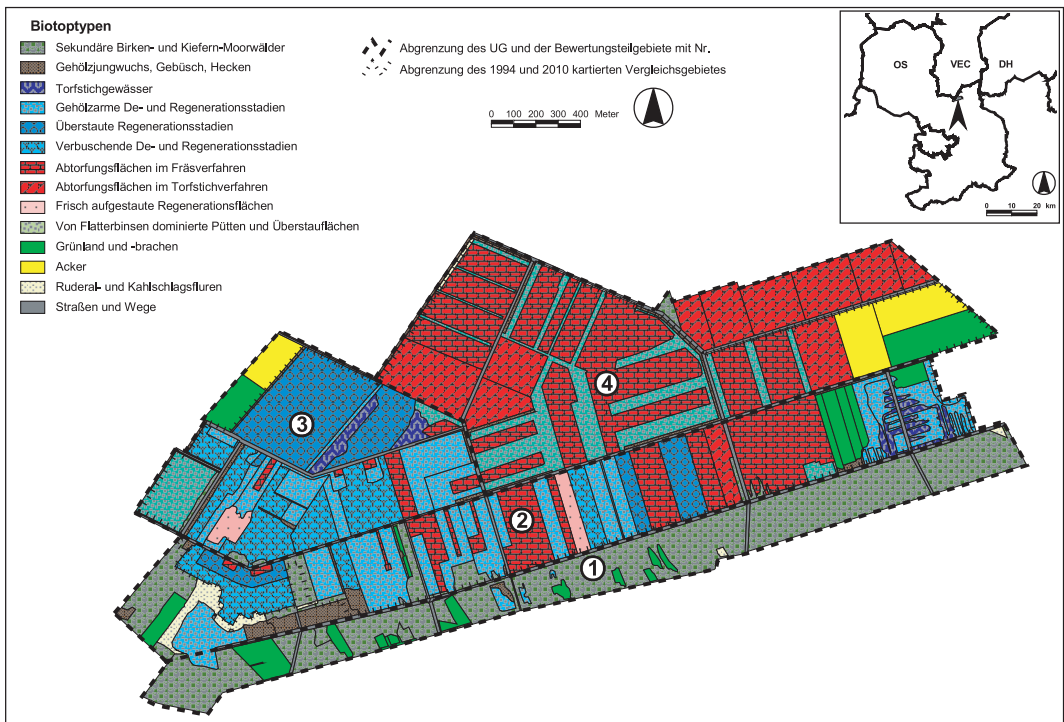 Biotoptypen
Sekundäre Birken- und Kiefern-Moorwälder
Gehölzjungwuchs, Gebüsch, Hecken
Torfstichgewässer
Gehölzarme De- und Regenerationsstadien
Überstaute Regenerationsstadien
Verbuschende De- und Regenerationsstadien
Abtorfungsflächen im Fräsverfahren
Abtorfungsflächen im Torfstichverfahren
Frisch aufgestaute Regenerationsflächen
Von Flatterbinsen dominierte Pütten und Überstauflächen
Grünland und -brachen
Acker
Ruderal- und Kahlschlagsfluren
Straßen und Wege
Abgrenzung des UG und der Bewertungsteilgebiete mit Nr.
Abgrenzung des 1994 und 2010 kartierten Vergleichsgebietes
0 100 200 300 400 Meter
OS VEC DH
0 10 20 km
4
3
2
1